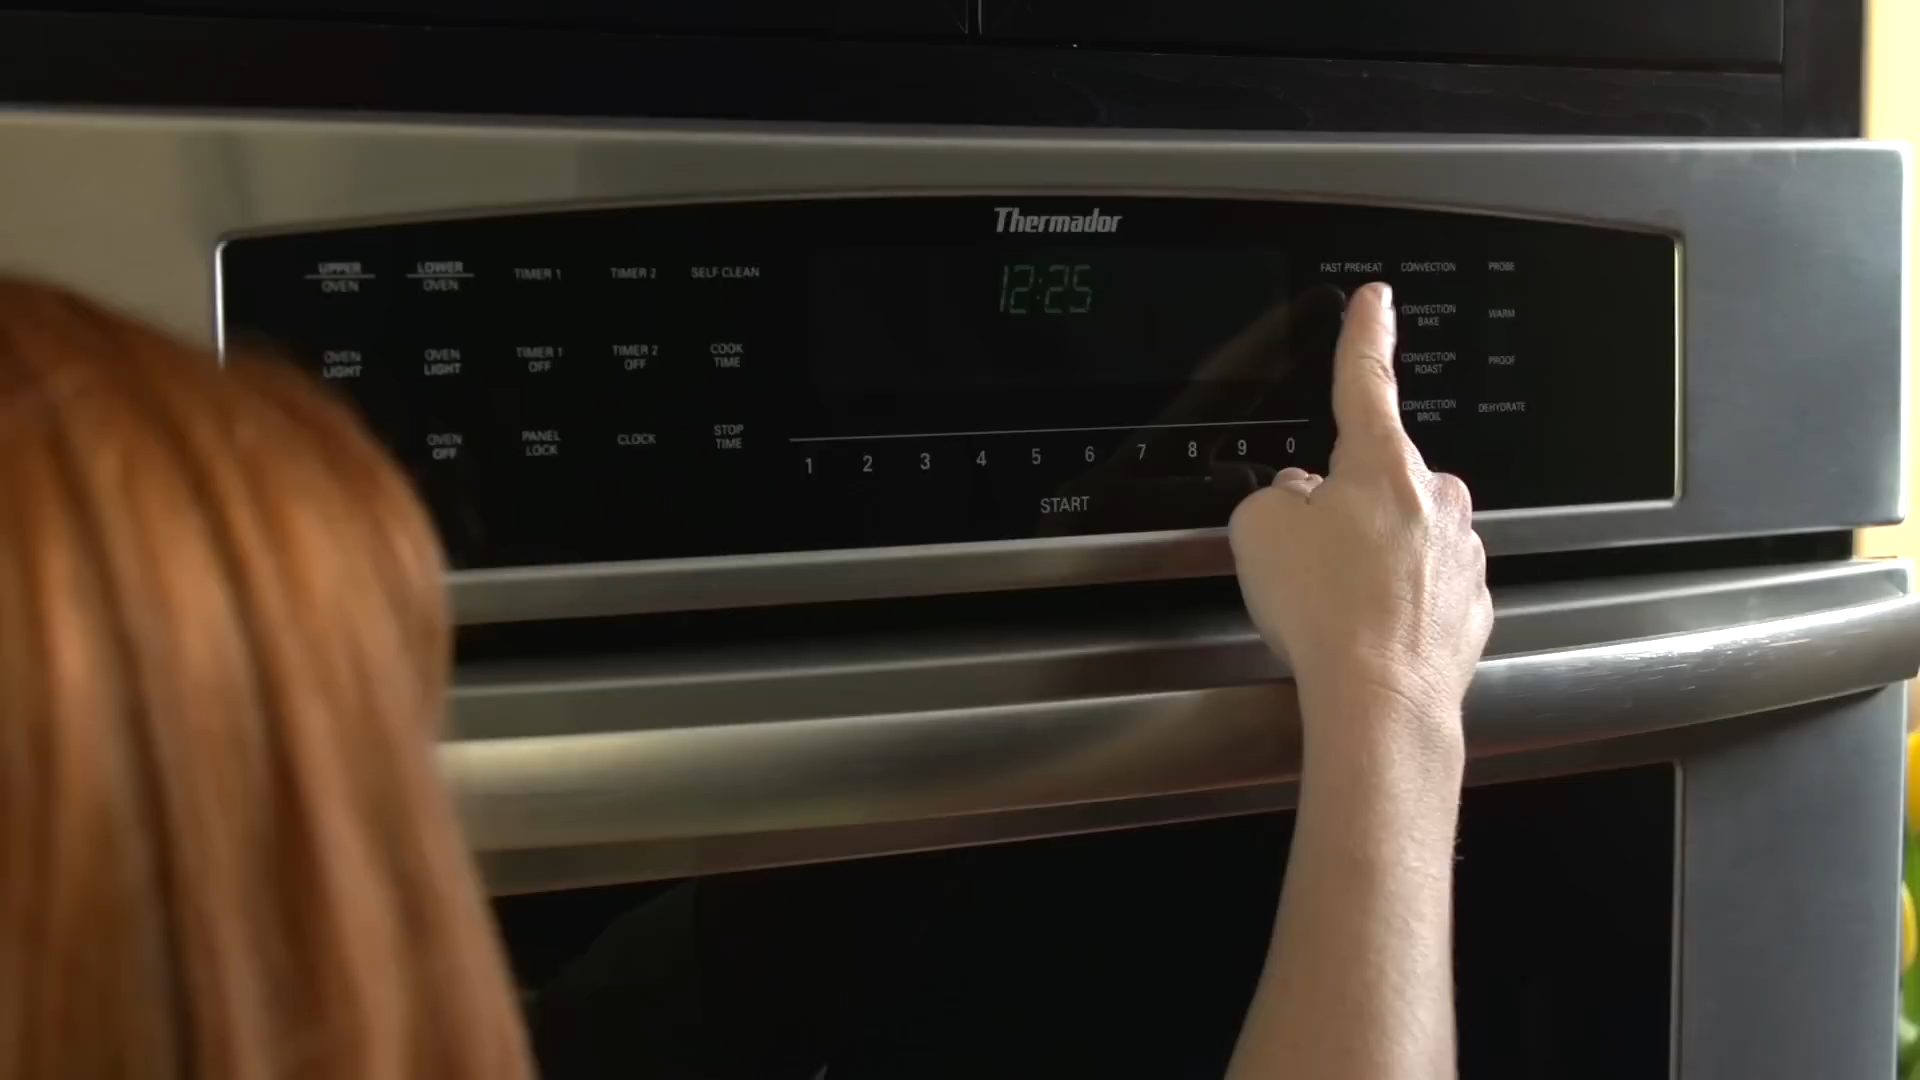 Thermador
12:25
UPPER
OVEN
LOWER
OVEN
TIMER 1
TIMER 2
SELF CLEAN
OVEN
LIGHT
OVEN
LIGHT
TIMER 1
OFF
TIMER 2
OFF
COOK
TIME
OVEN
OFF
PANEL
LOCK
CLOCK
STOP
TIME
1 2 3 4 5 6 7 8 9 0
START
FAST PREHEAT
CONVECTION
PROBE
CONVECTION
BAKE
WARM
CONVECTION
ROAST
PROOF
CONVECTION
BROIL
DEHYDRATE